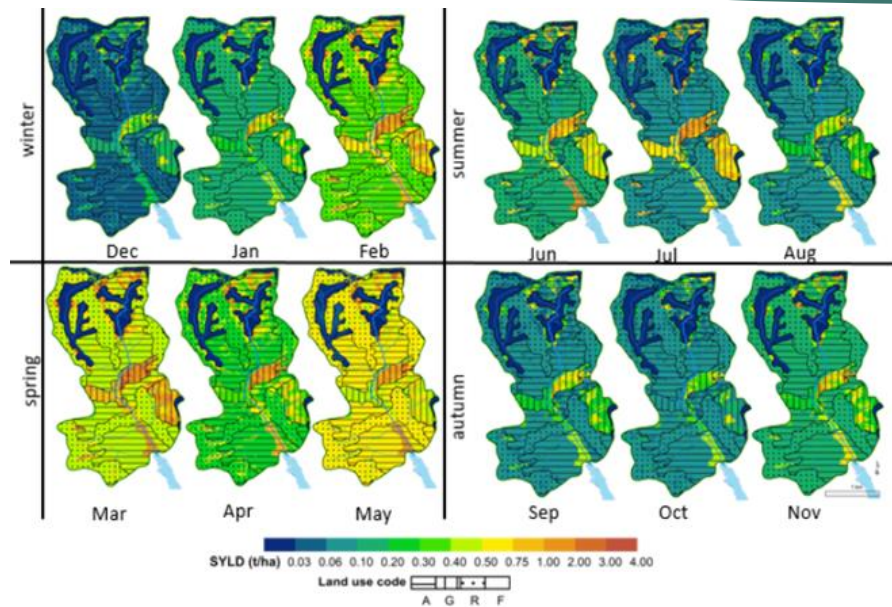 winter
summer
Dec Jan Feb
Jun Jul Aug
spring
autumn
Mar Apr May
Sep Oct Nov
SYLD (t/ha) 0.03 0.06 0.10 0.20 0.30 0.40 0.50 0.75 1.00 2.00 3.00 4.00
Land use code
A G R F